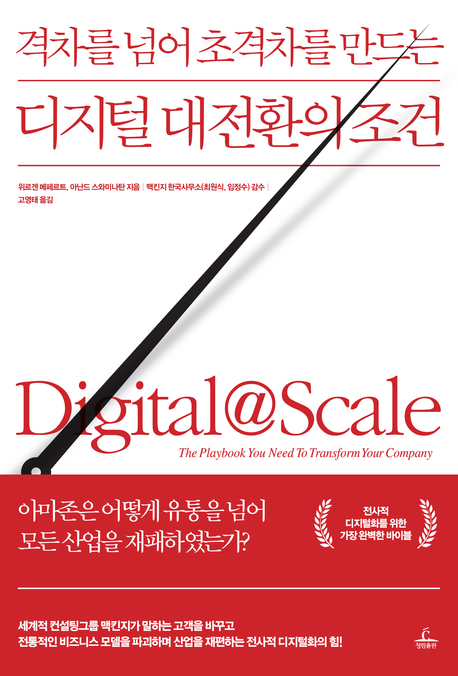 격차를 넘어 초격차를 만드는
디지털 대전환의 조건
위르겐 메페르트, 아난드 스와미나탄 지음 | 맥킨지 한국사무소(최원식, 임정수) 감수 |
고영태 옮김
Digital@Scale
The Playbook You Need To Transform Your Company
아마존은 어떻게 유통을 넘어
모든 산업을 재패하였는가?
전사적
디지털화를 위한
가장 완벽한 바이블
세계적 컨설팅그룹 맥킨지가 말하는 고객을 바꾸고
전통적인 비즈니스 모델을 파괴하며 산업을 재편하는 전사적 디지털화의 힘!
청림출판